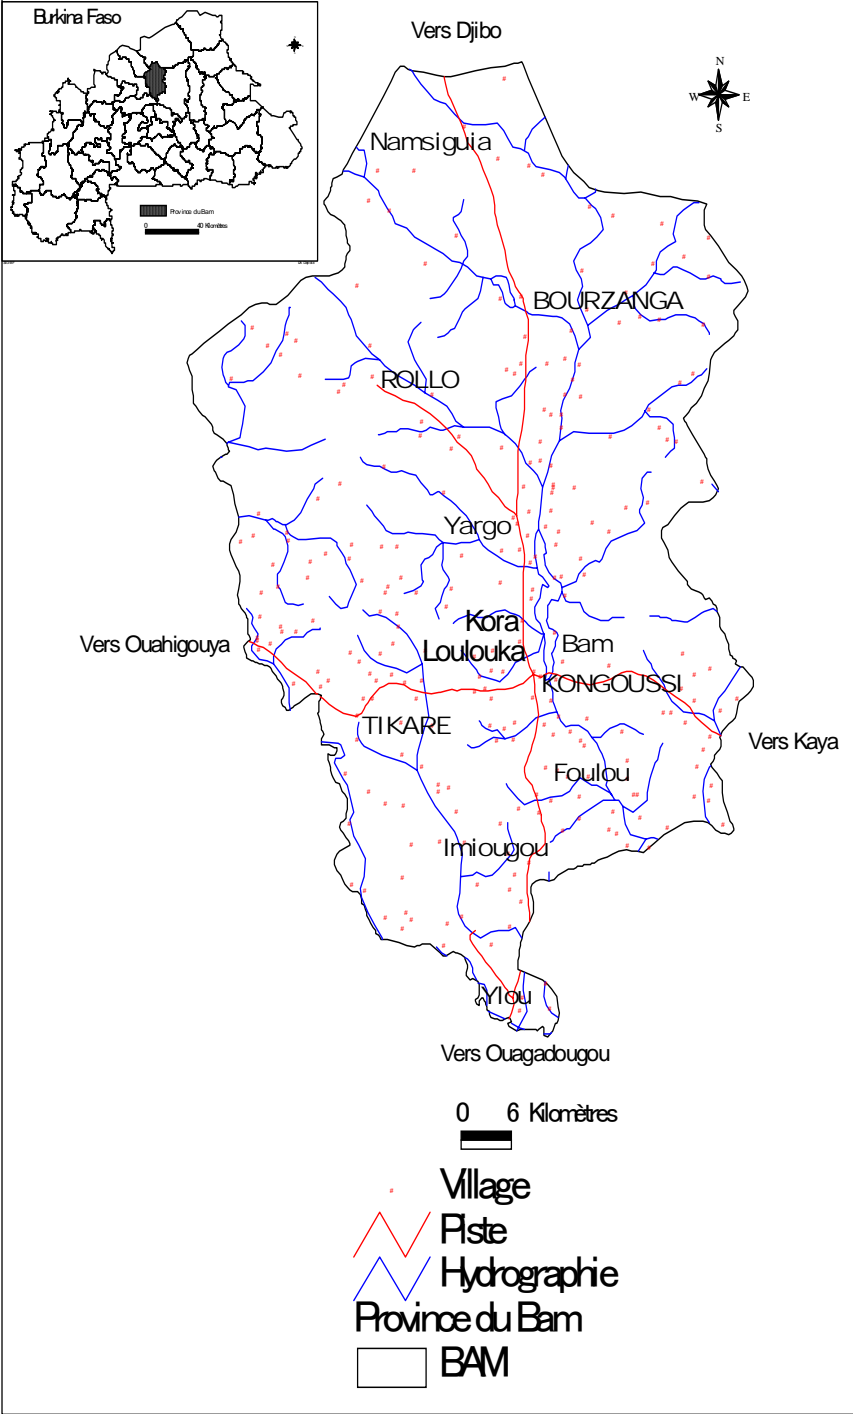 Burkina Faso
Province du Bam
0 40 Kilomètres
Vers Djibo
N
W E
S
Namsiguia
BOURZANGA
ROLLO
Yargo
Kora
Loulouka
Bam
Vers Ouahigouya
KONGOUSSI
TIKARE
Vers Kaya
Foulou
Imiougou
Ylou
Vers Ouagadougou
0 6 Kilomètres
Village
Piste
Hydrographie
Province du Bam
BAM